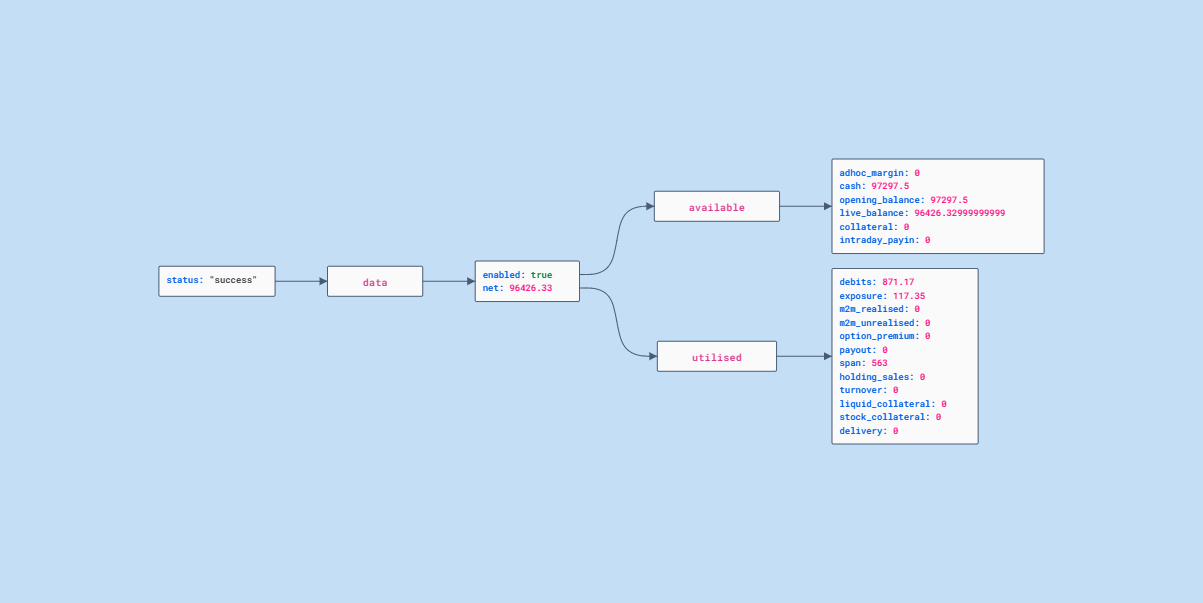 status: "success"
data
enabled: true
net: 96426.33
available
adhoc_margin: 0
cash: 97297.5
opening_balance: 97297.5
live_balance: 96426.32999999999
collateral: 0
intraday_payin: 0
utilised
debits: 871.17
exposure: 117.35
m2m_realised: 0
m2m_unrealised: 0
option_premium: 0
payout: 0
span: 563
holding_sales: 0
turnover: 0
liquid_collateral: 0
stock_collateral: 0
delivery: 0